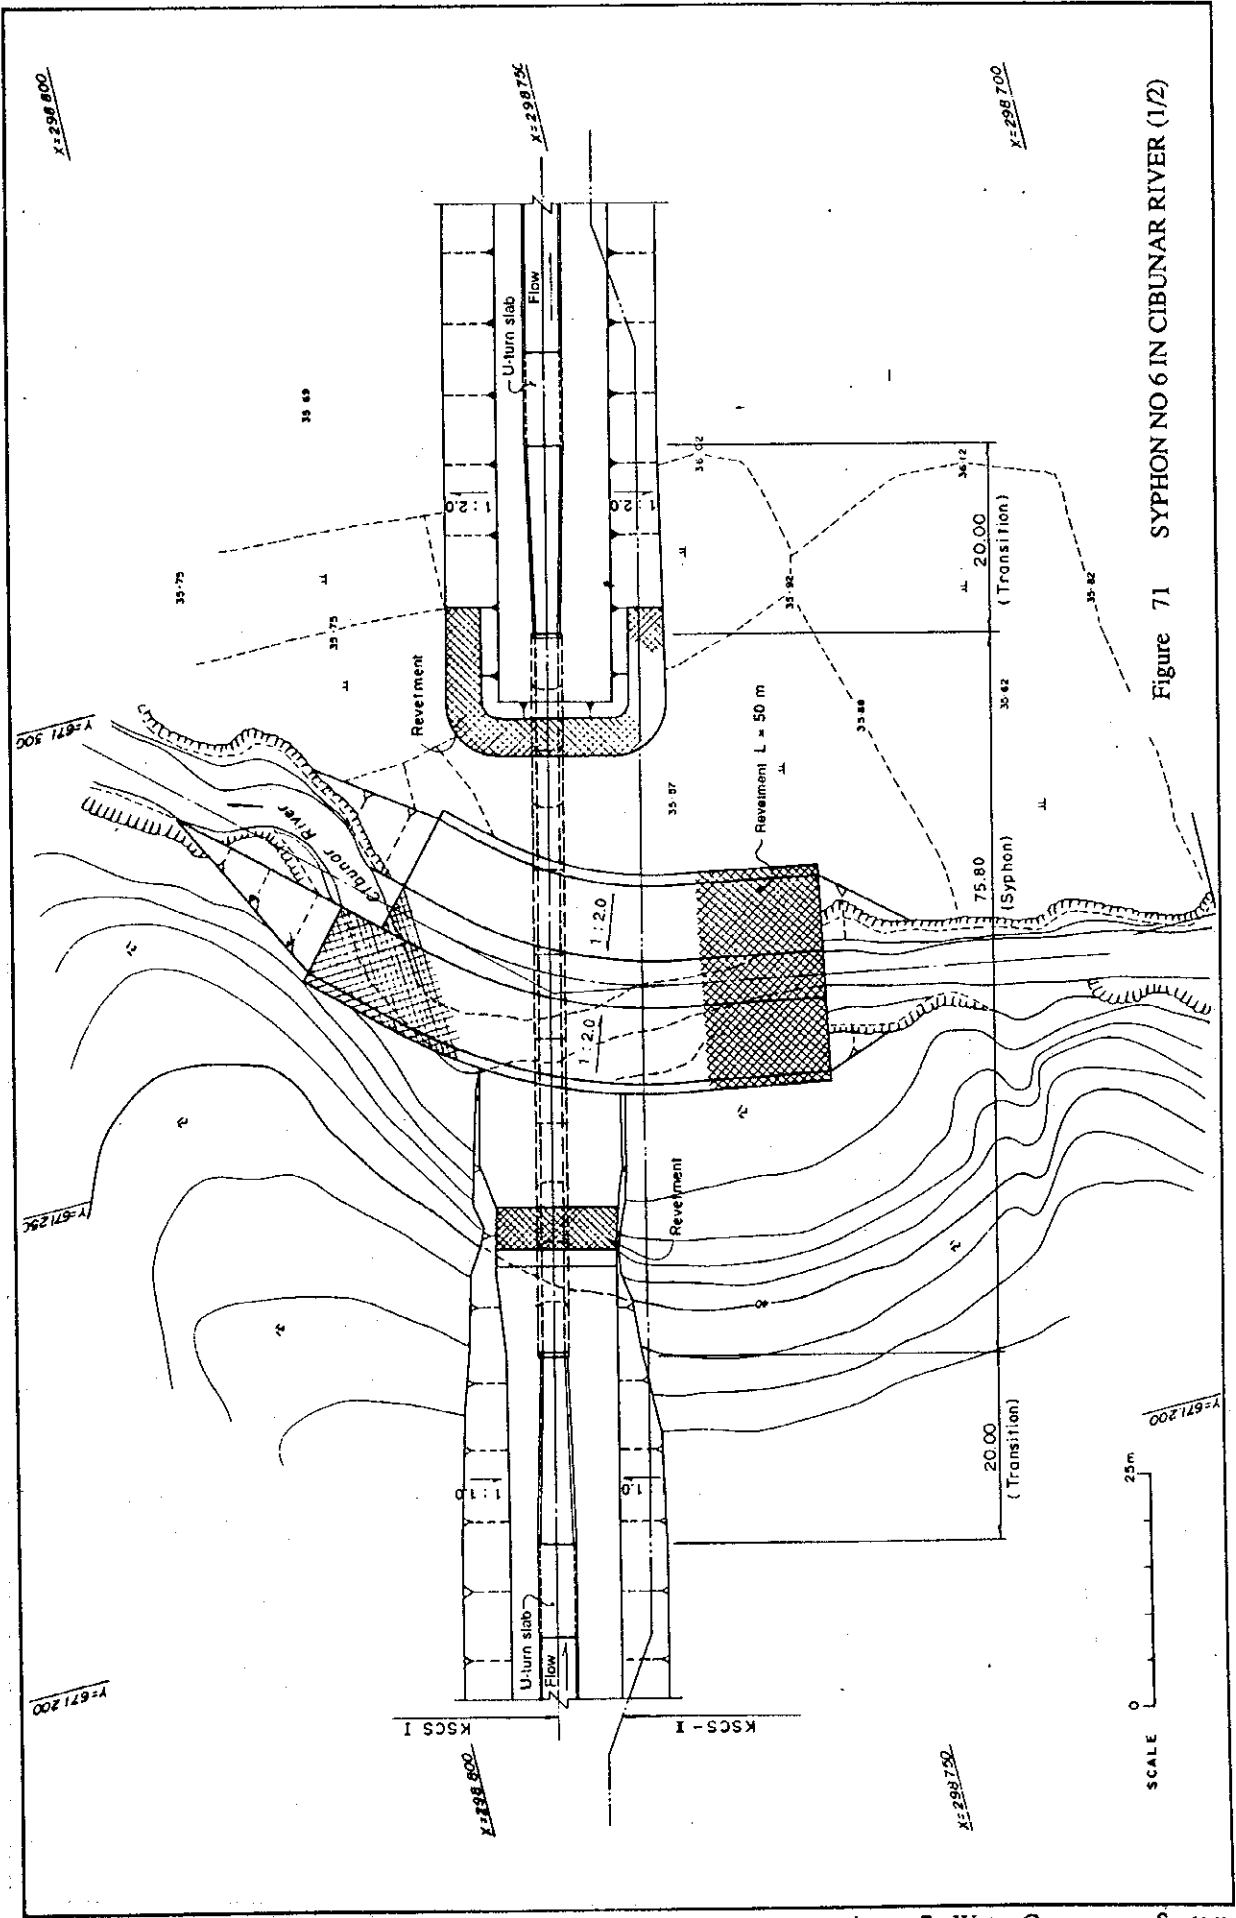 X=298 800
X=298 750
X=298 700
Y=671 300
35·69
35·75
35·75
U-turn slab
Flow
1 : 2.0
1 : 2.0
36·02
36·12
35·92
35·82
35·88
35·62
35·87
20.00
(Transition)
Revetment
Cibunar River
Revetment L = 50 m
1 : 2.0
1 : 2.0
75.80
(Syphon)
Y=671 250
Revetment
40
Y=671 200
20.00
(Transition)
1 : 1.0
1 : 1.0
U-turn slab
Flow
Y=671 200
KSCS I
KSCS - II
X=298 800
X=298 750
SCALE
0
25m
Figure 71 SYPHON NO 6 IN CIBUNAR RIVER (1/2)